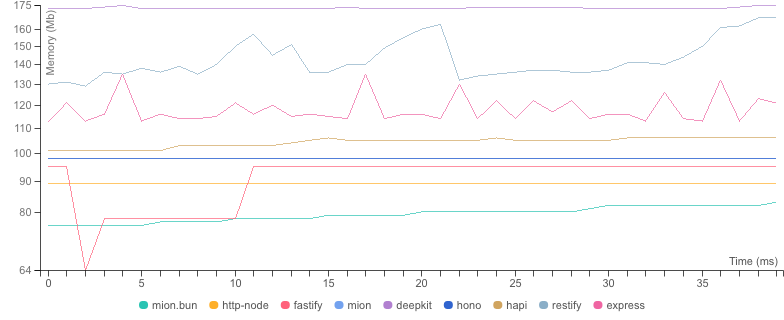 175
160
150
140
130
120
110
100
90
80
64
Memory (Mb)
Time (ms)
0 5 10 15 20 25 30 35
mion.bun http-node fastify mion deepkit hono hapi restify express